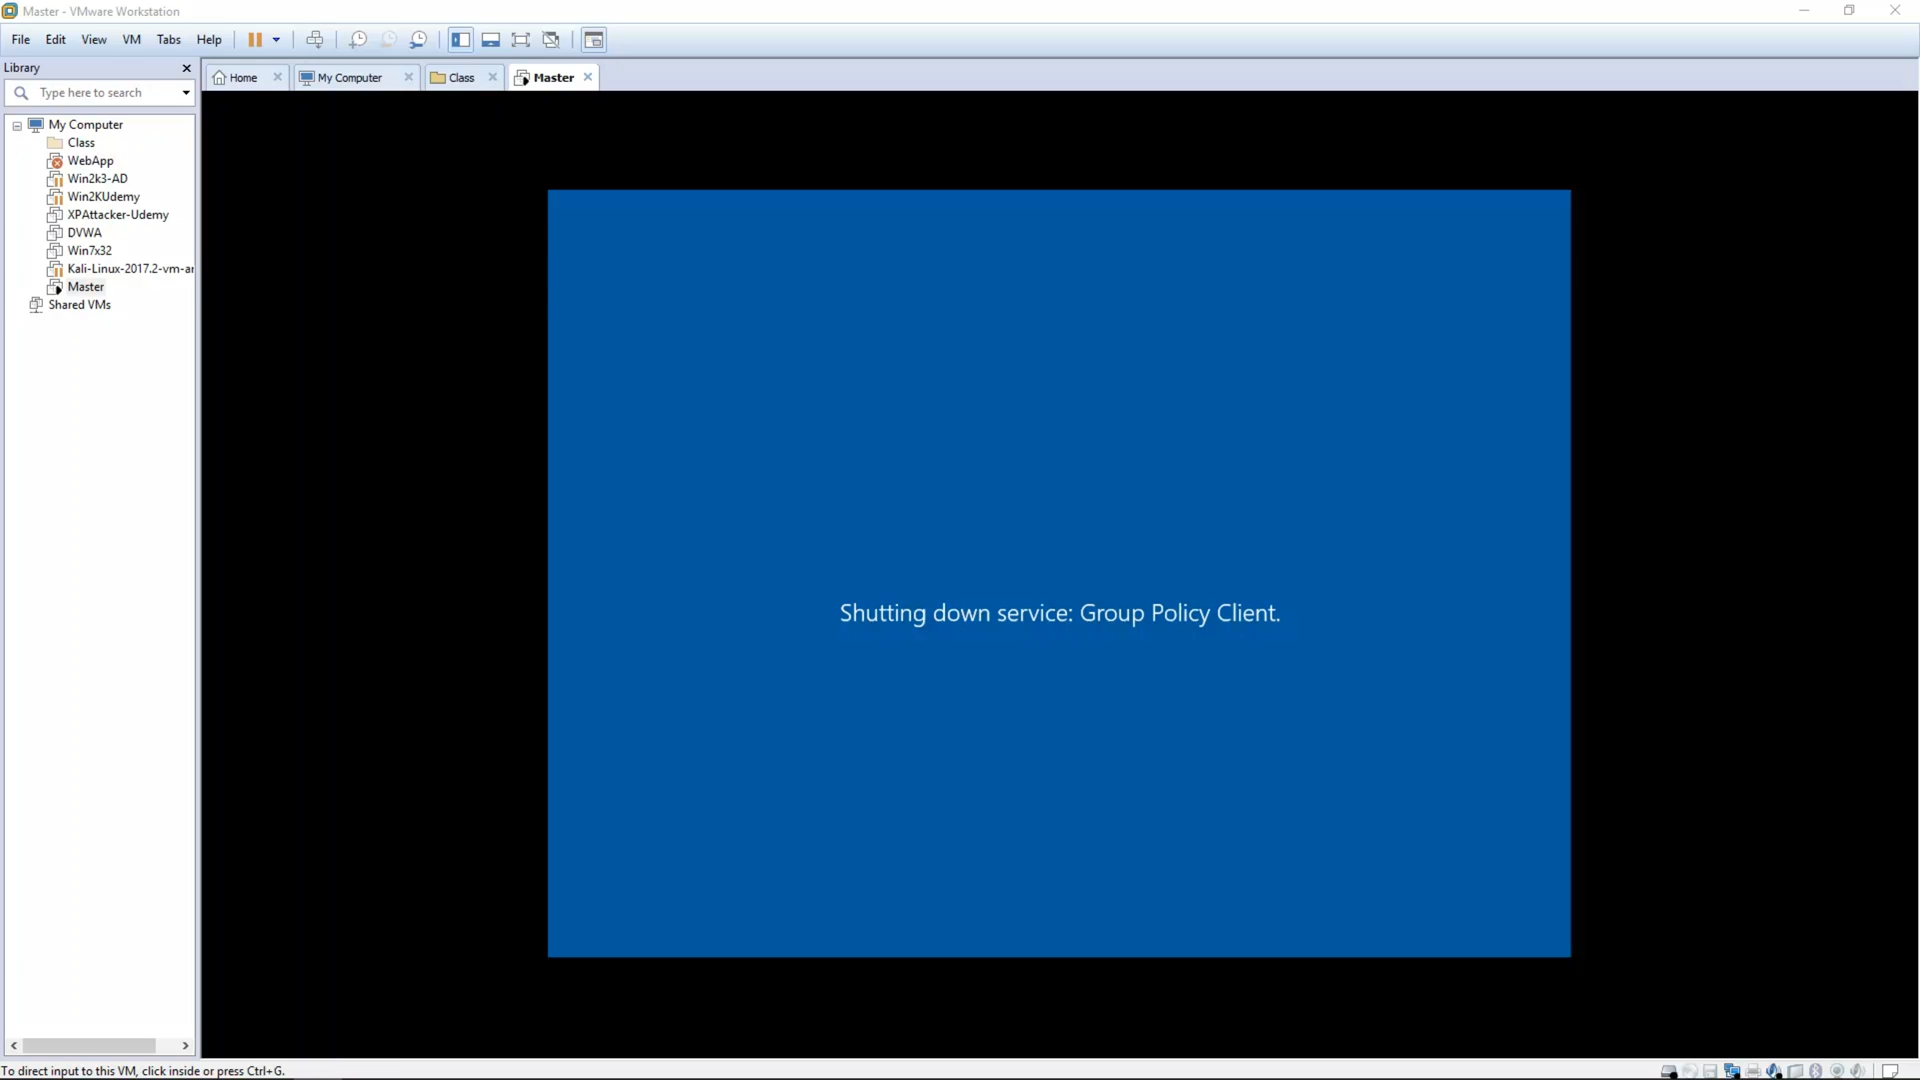 Master - VMware Workstation
File Edit View VM Tabs Help
Library
Type here to search
Home
My Computer
Class
Master
My Computer
Class
WebApp
Win2k3-AD
Win2KUdemy
XPAttacker-Udemy
DVWA
Win7x32
Kali-Linux-2017.2-vm-ar
Master
Shared VMs
Shutting down service: Group Policy Client.
To direct input to this VM, click inside or press Ctrl+G.